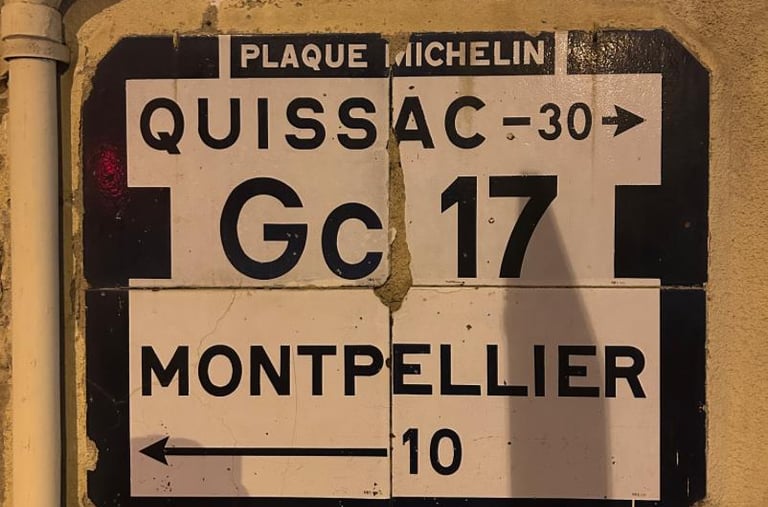 PLAQUE MICHELIN
QUISSAC - 30 →
Gc 17
MONTPELLIER
← 10